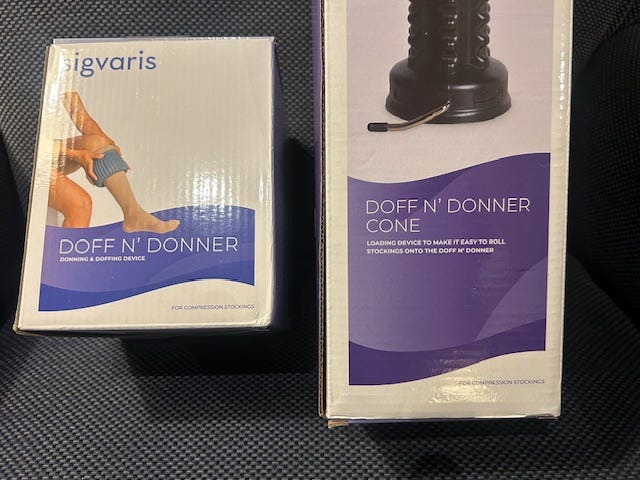 sigvaris
DOFF N' DONNER
DONNING & DOFFING DEVICE
FOR COMPRESSION STOCKINGS
DOFF N' DONNER
CONE
LOADING DEVICE TO MAKE IT EASY TO ROLL
STOCKINGS ONTO THE DOFF N' DONNER
FOR COMPRESSION STOCKINGS